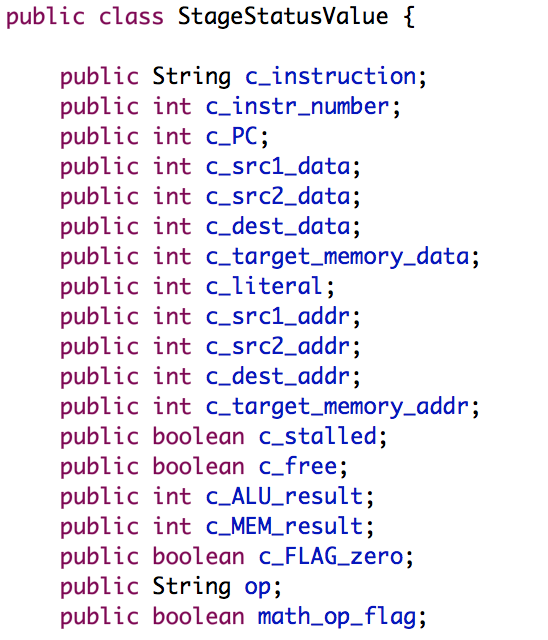 public class StageStatusValue {
public String c_instruction;
public int c_instr_number;
public int c_PC;
public int c_src1_data;
public int c_src2_data;
public int c_dest_data;
public int c_target_memory_data;
public int c_literal;
public int c_src1_addr;
public int c_src2_addr;
public int c_dest_addr;
public int c_target_memory_addr;
public boolean c_stalled;
public boolean c_free;
public int c_ALU_result;
public int c_MEM_result;
public boolean c_FLAG_zero;
public String op;
public boolean math_op_flag;